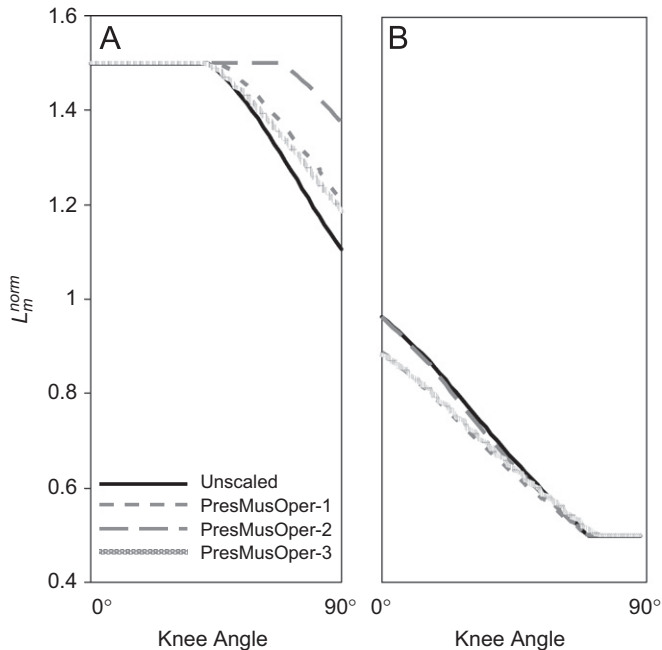 A
B
1.6
1.4
1.2
1
0.8
0.6
0.4
L_m^norm
Unscaled
PresMusOper-1
PresMusOper-2
PresMusOper-3
0° 90° 0° 90°
Knee Angle Knee Angle